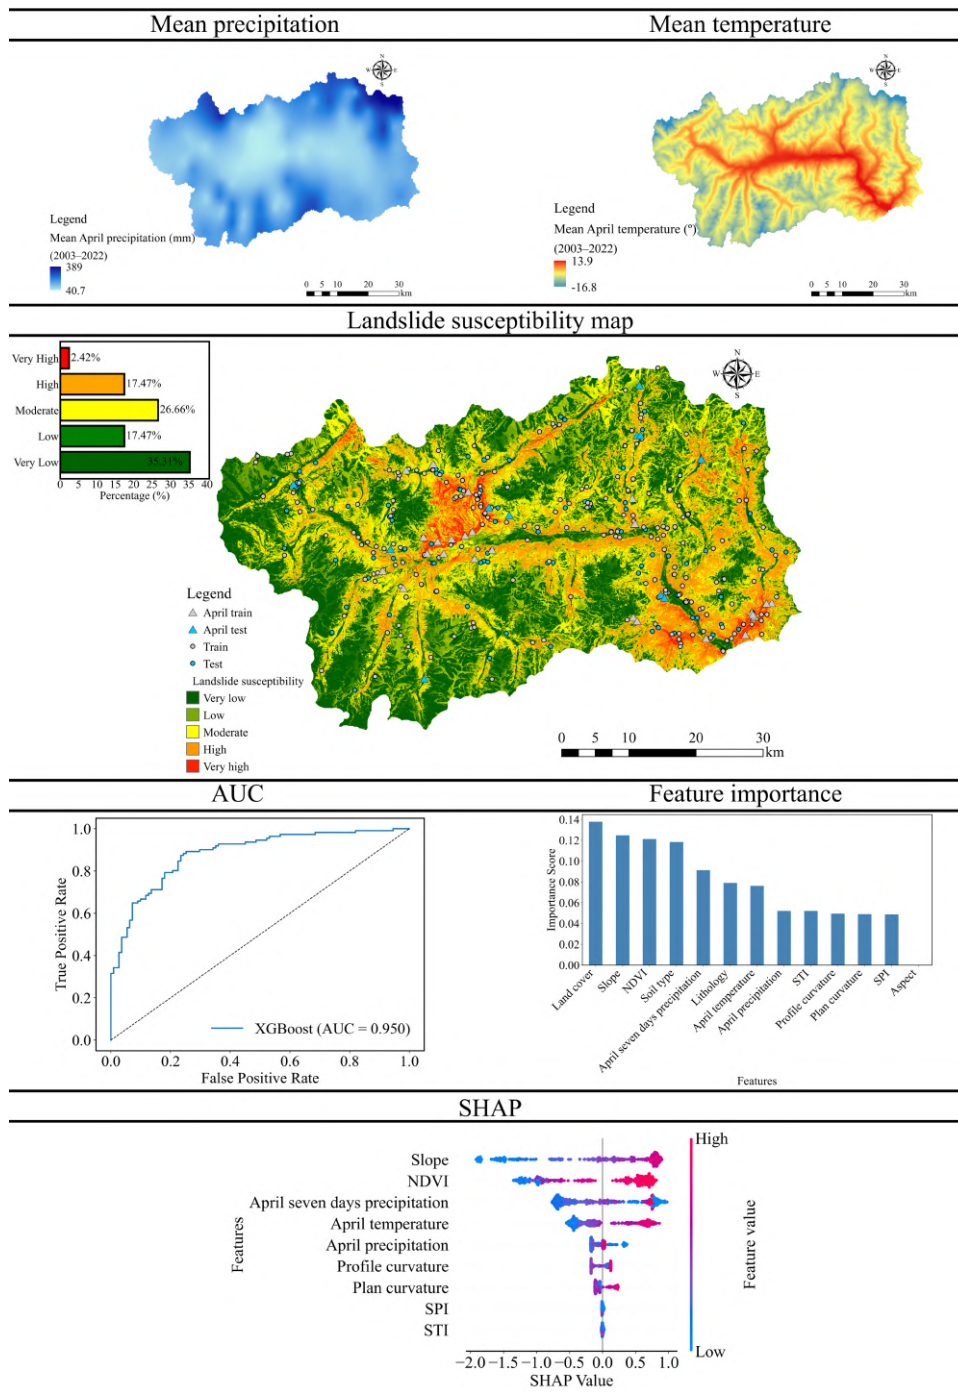 Mean precipitation
Mean temperature
N
W E
S
Legend
Mean April precipitation (mm)
(2003–2022)
389
40.7
0 5 10 20 30
km
N
W E
S
Legend
Mean April temperature (°)
(2003–2022)
13.9
-16.8
0 5 10 20 30
km
Landslide susceptibility map
Very High 2.42%
High 17.47%
Moderate 26.66%
Low 17.47%
Very Low 35.31%
0 5 10 15 20 25 30 35 40
Percentage (%)
N
W E
S
Legend
April train
April test
Train
Test
Landslide susceptibility
Very low
Low
Moderate
High
Very high
0 5 10 20 30
km
AUC
Feature importance
True Positive Rate
1.0
0.8
0.6
0.4
0.2
0.0
XGBoost (AUC = 0.950)
0.0 0.2 0.4 0.6 0.8 1.0
False Positive Rate
Importance Score
0.14
0.12
0.10
0.08
0.06
0.04
0.02
0.00
Land cover
Slope
NDVI
Soil type
April seven days precipitation
Lithology
April temperature
April precipitation
STI
Profile curvature
Plan curvature
SPI
Aspect
Features
SHAP
Features
Slope
NDVI
April seven days precipitation
April temperature
April precipitation
Profile curvature
Plan curvature
SPI
STI
−2.0 −1.5 −1.0 −0.5 0.0 0.5 1.0
SHAP Value
High
Feature value
Low